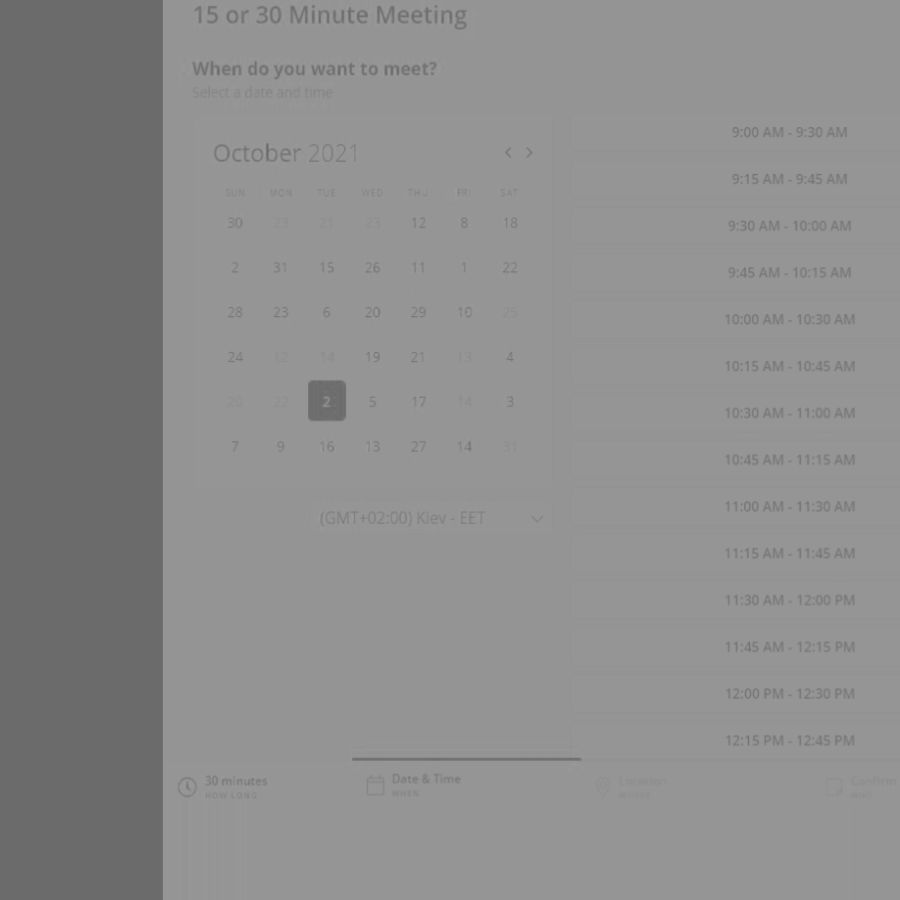 15 or 30 Minute Meeting
When do you want to meet?
Select a date and time
October 2021
SUN MON TUE WED THU FRI SAT
30 23 21 23 12 8 18
2 31 15 26 11 1 22
28 23 6 20 29 10 25
24 12 14 19 21 13 4
20 22 2 5 17 14 3
7 9 16 13 27 14 31
(GMT+02:00) Kiev - EET
9:00 AM - 9:30 AM
9:15 AM - 9:45 AM
9:30 AM - 10:00 AM
9:45 AM - 10:15 AM
10:00 AM - 10:30 AM
10:15 AM - 10:45 AM
10:30 AM - 11:00 AM
10:45 AM - 11:15 AM
11:00 AM - 11:30 AM
11:15 AM - 11:45 AM
11:30 AM - 12:00 PM
11:45 AM - 12:15 PM
12:00 PM - 12:30 PM
12:15 PM - 12:45 PM
30 minutes
HOW LONG
Date & Time
WHEN
Location
WHERE
Confirm